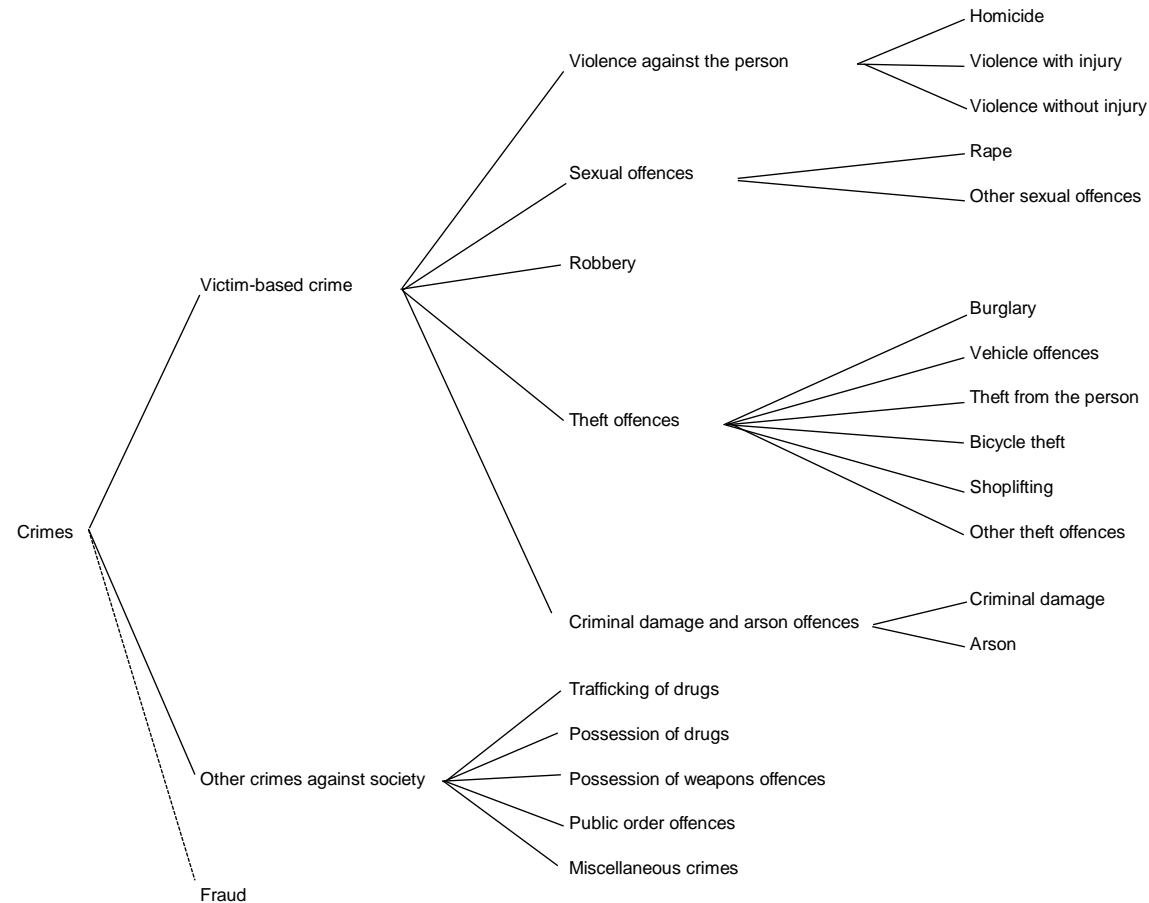 Homicide
Violence against the person
Violence with injury
Violence without injury
Rape
Sexual offences
Other sexual offences
Robbery
Victim-based crime
Burglary
Vehicle offences
Theft from the person
Theft offences
Bicycle theft
Shoplifting
Crimes
Other theft offences
Criminal damage
Criminal damage and arson offences
Arson
Trafficking of drugs
Possession of drugs
Other crimes against society
Possession of weapons offences
Public order offences
Miscellaneous crimes
Fraud